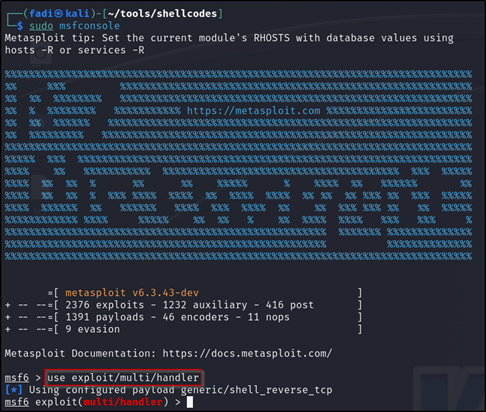 ┌──(fadi㉿kali)-[~/tools/shellcodes]
└─$ sudo msfconsole
Metasploit tip: Set the current module's RHOSTS with database values using
hosts -R or services -R
https://metasploit.com
=[ metasploit v6.3.43-dev ]
+ -- --=[ 2376 exploits - 1232 auxiliary - 416 post ]
+ -- --=[ 1391 payloads - 46 encoders - 11 nops ]
+ -- --=[ 9 evasion ]
Metasploit Documentation: https://docs.metasploit.com/
msf6 > use exploit/multi/handler
[*] Using configured payload generic/shell_reverse_tcp
msf6 exploit(multi/handler) >